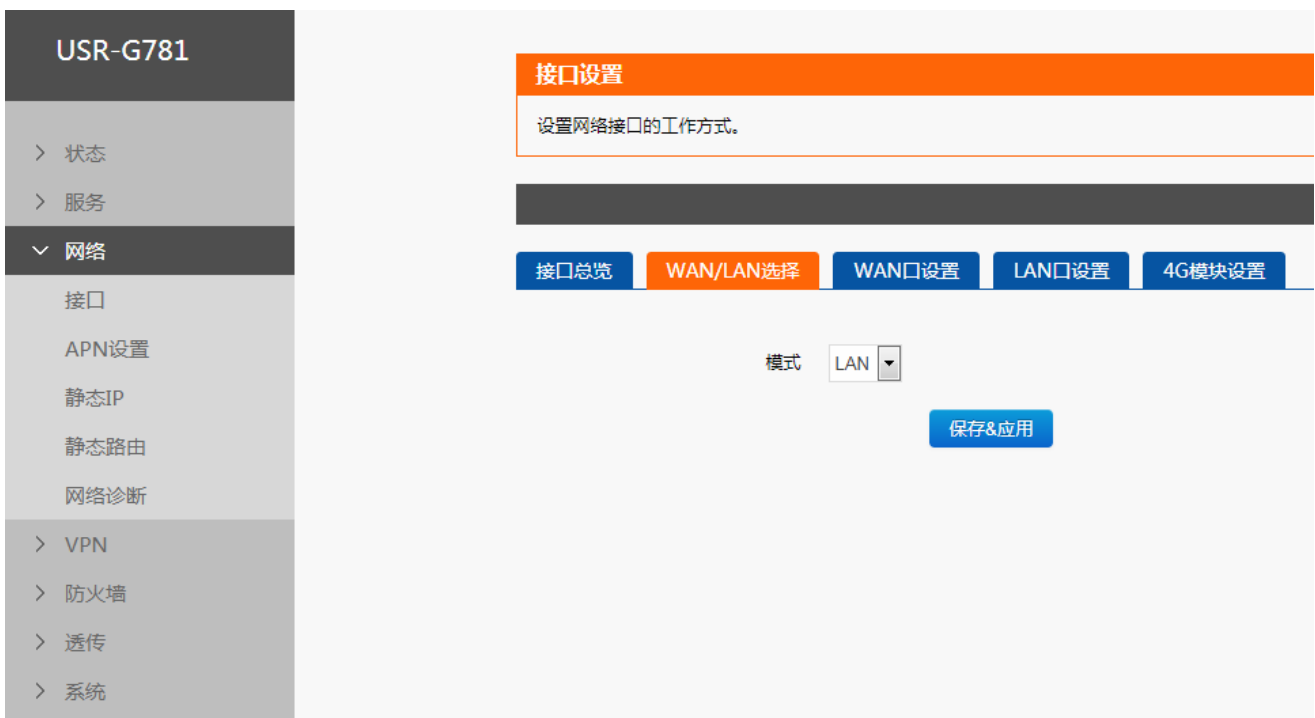 USR-G781
状态
服务
网络
接口
APN设置
静态IP
静态路由
网络诊断
VPN
防火墙
透传
系统
接口设置
设置网络接口的工作方式。
接口总览 WAN/LAN选择 WAN口设置 LAN口设置 4G模块设置
模式 LAN
保存&应用